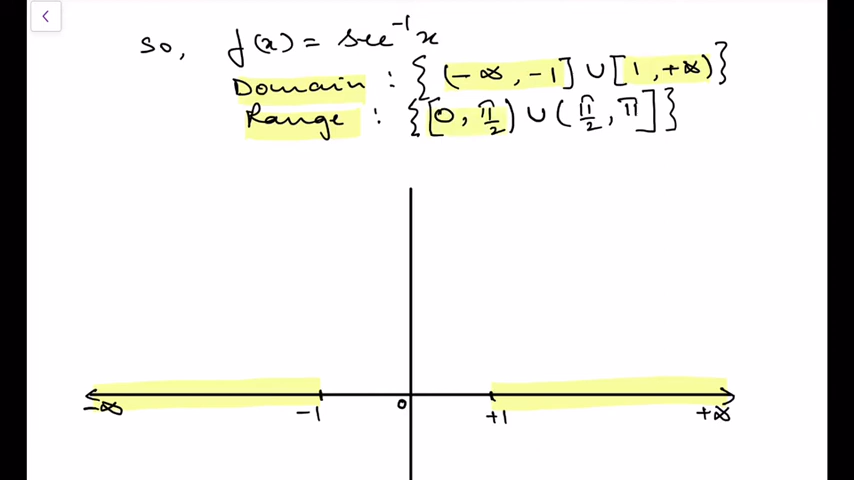 so, f(x) = sec⁻¹x
Domain : {(-∞, -1] ∪ [1, +∞)}
Range : {[0, π/2) ∪ (π/2, π]}
-∞ -1 0 +1 +∞